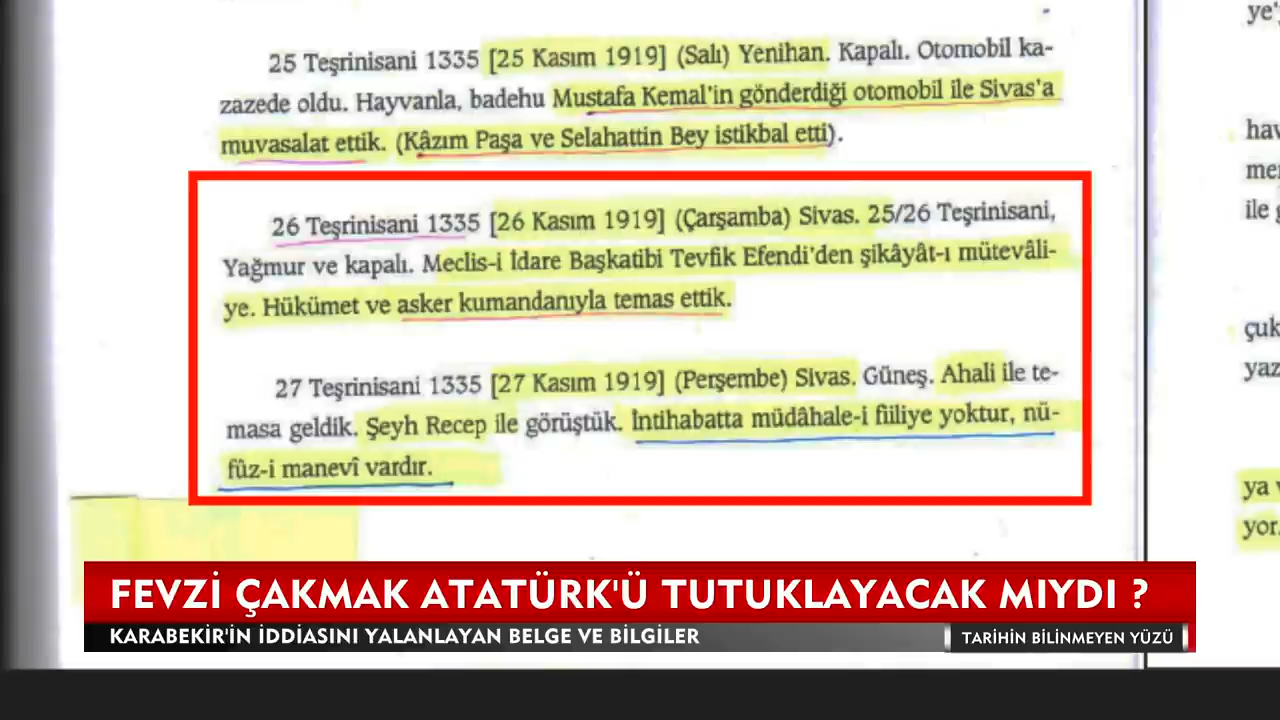 25 Teşrinisani 1335 [25 Kasım 1919] (Salı) Yenihan. Kapalı. Otomobil ka-
zazede oldu. Hayvanla, badehu Mustafa Kemal'in gönderdiği otomobil ile Sivas'a
muvasalat ettik. (Kâzım Paşa ve Selahattin Bey istikbal etti).
26 Teşrinisani 1335 [26 Kasım 1919] (Çarşamba) Sivas. 25/26 Teşrinisani,
Yağmur ve kapalı. Meclis-i İdare Başkatibi Tevfik Efendi'den şikâyât-ı mütevâli-
ye. Hükümet ve asker kumandanıyla temas ettik.
27 Teşrinisani 1335 [27 Kasım 1919] (Perşembe) Sivas. Güneş. Ahali ile te-
masa geldik. Şeyh Recep ile görüştük. İntihabatta müdâhale-i fiiliye yoktur, nü-
fûz-i manevî vardır.
ile
çuk
yaz
ya
yor.
FEVZİ ÇAKMAK ATATÜRK'Ü TUTUKLAYACAK MIYDI ?
KARABEKİR'İN İDDİASINI YALANLAYAN BELGE VE BİLGİLER
TARİHİN BİLİNMEYEN YÜZÜ